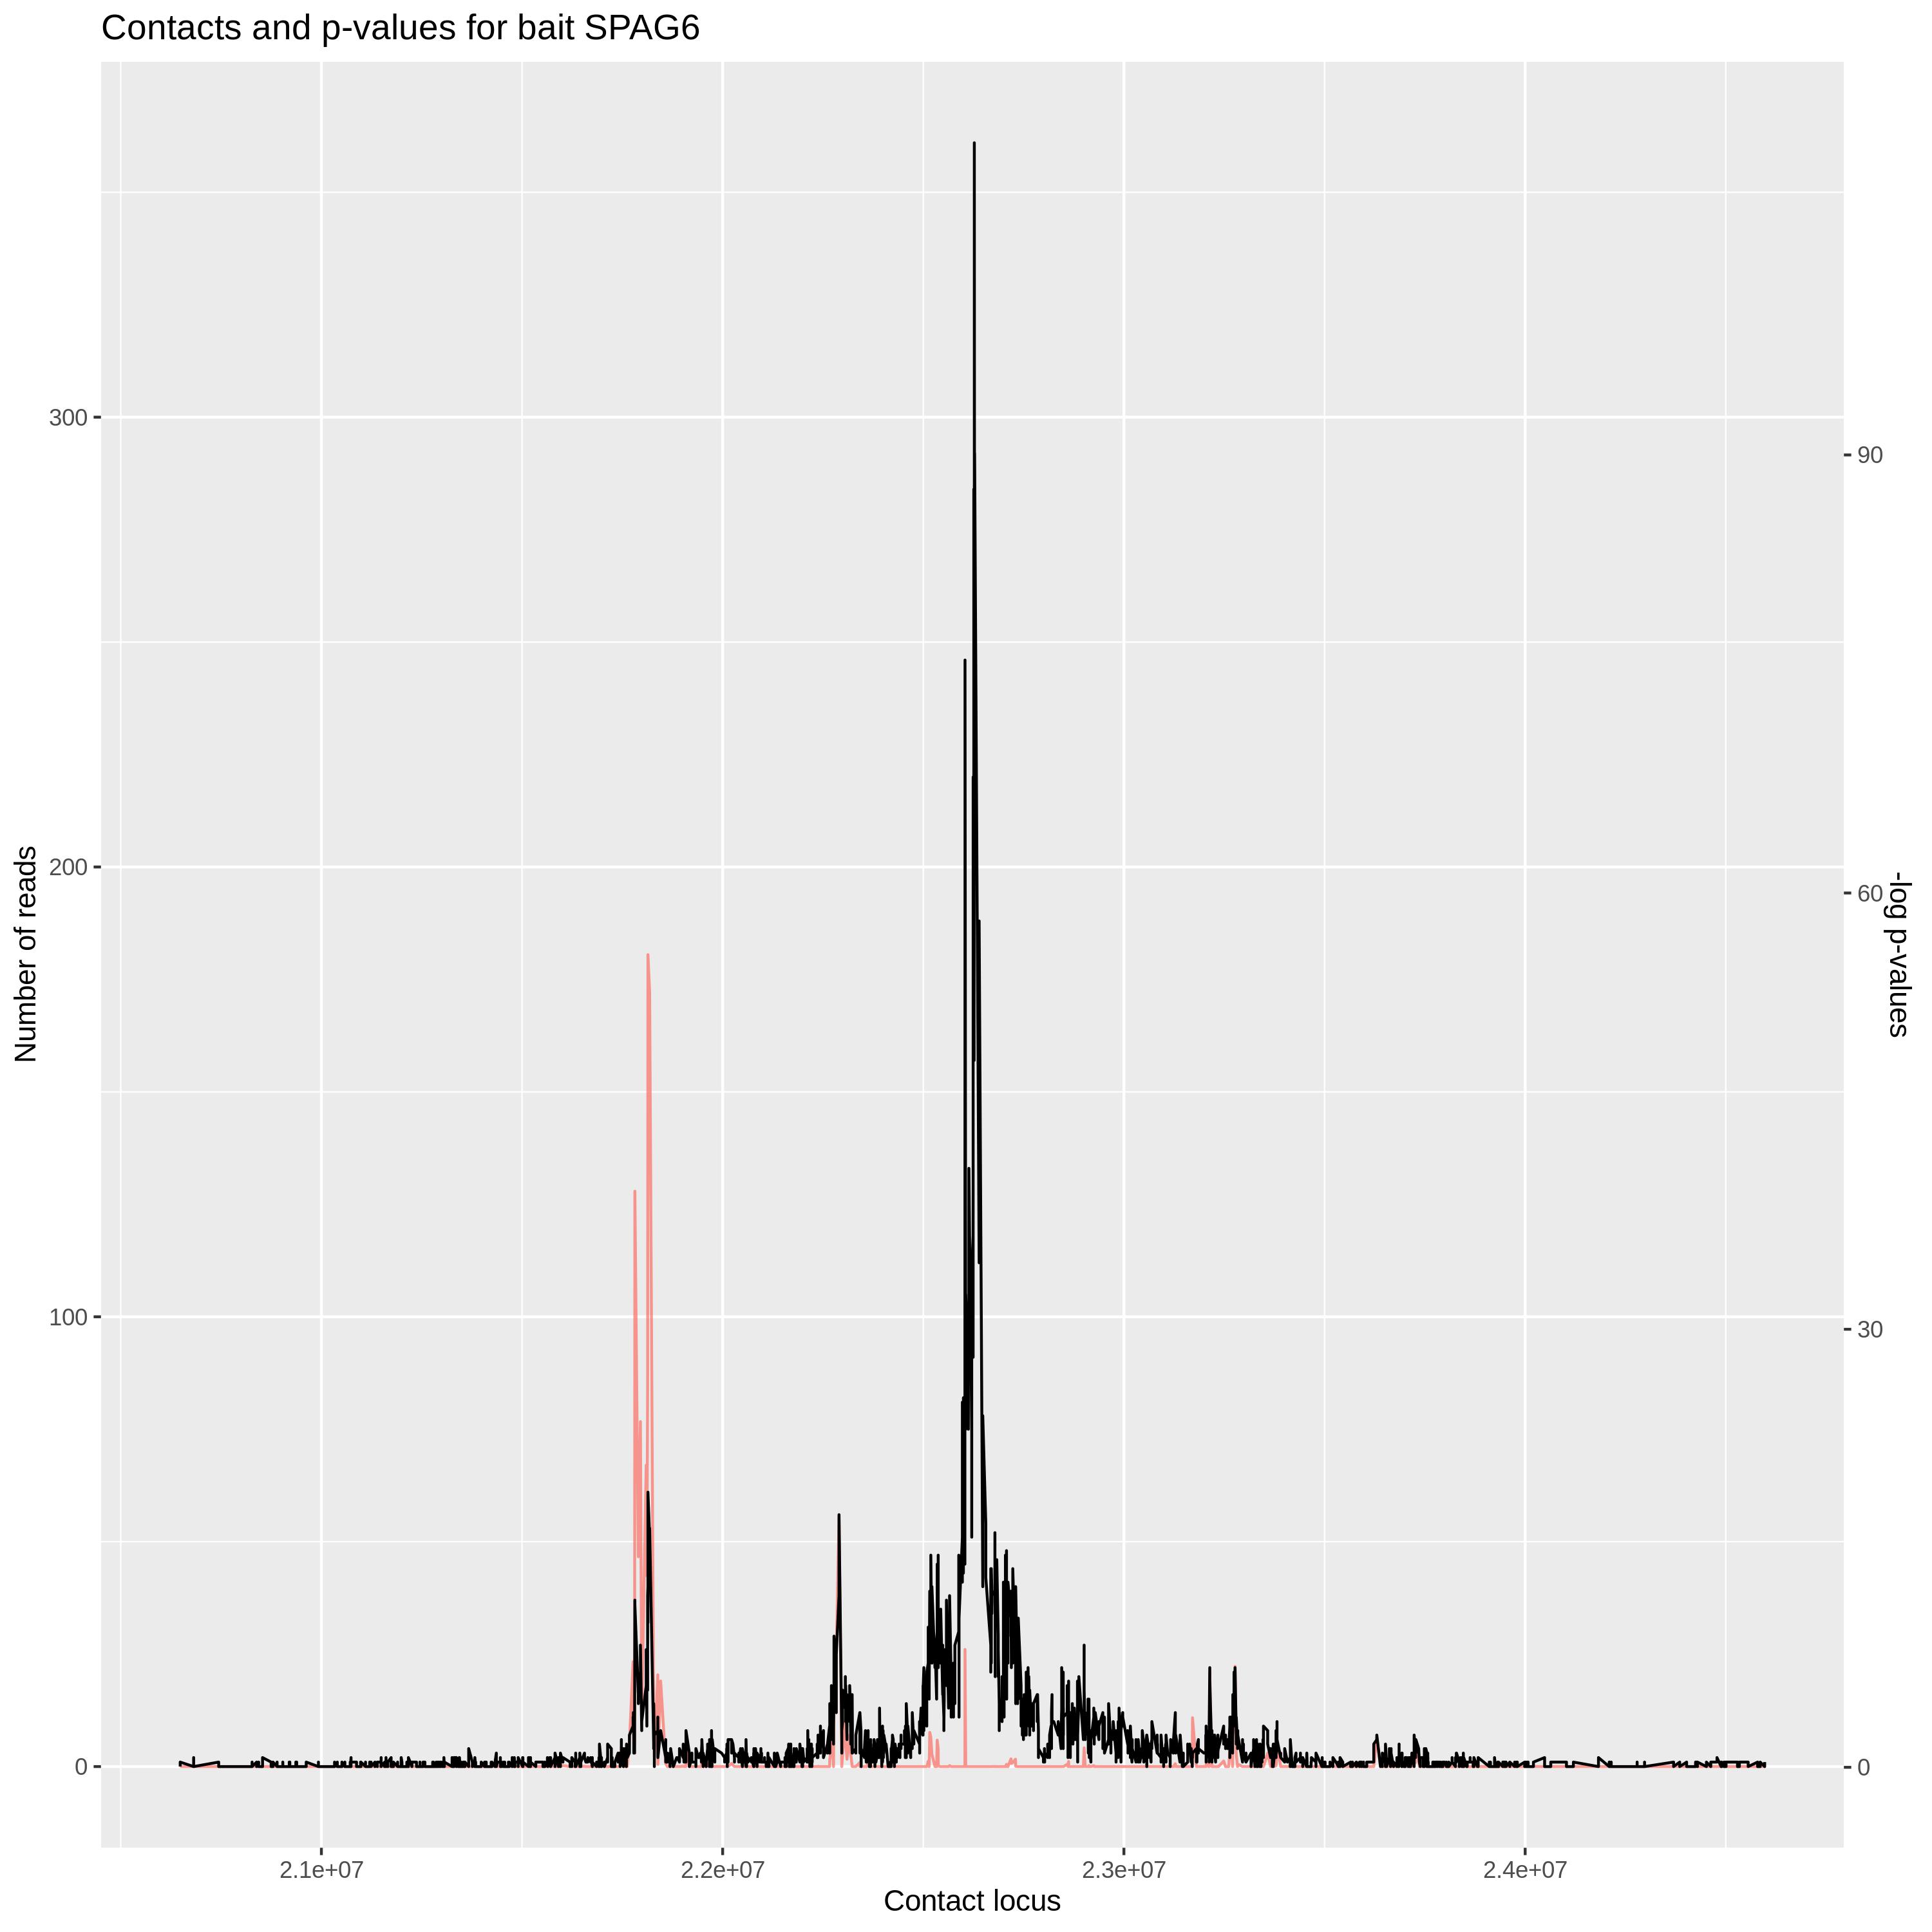 Contacts and p-values for bait SPAG6
Number of reads
300
200
100
0
90
60
30
0
-log p-values
2.1e+07 2.2e+07 2.3e+07 2.4e+07
Contact locus